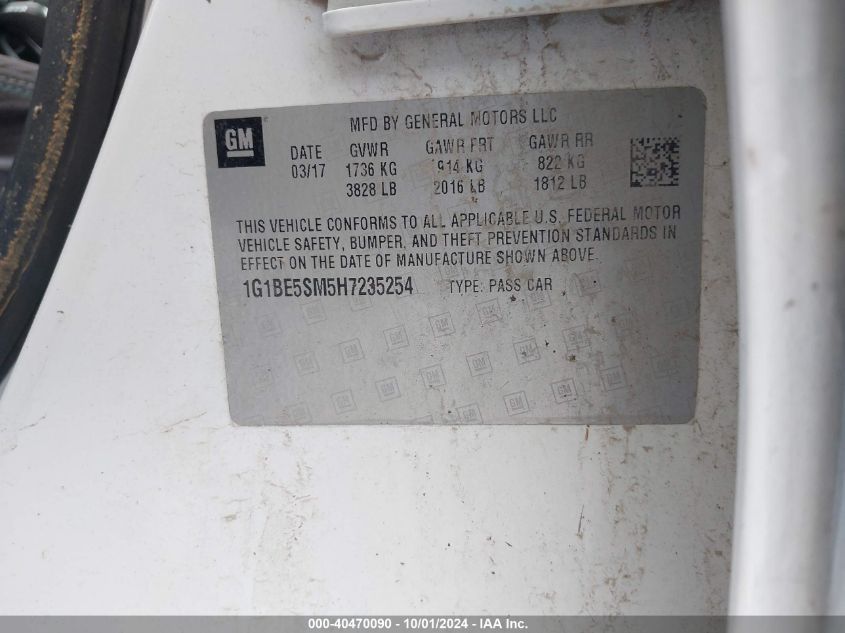 GM
MFD BY GENERAL MOTORS LLC
DATE GVWR GAWR FRT GAWR RR
03/17 1736 KG 914 KG 822 KG
3828 LB 2016 LB 1812 LB
THIS VEHICLE CONFORMS TO ALL APPLICABLE U.S. FEDERAL MOTOR
VEHICLE SAFETY, BUMPER, AND THEFT PREVENTION STANDARDS IN
EFFECT ON THE DATE OF MANUFACTURE SHOWN ABOVE.
1G1BE5SM5H7235254 TYPE: PASS CAR
000-40470090 - 10/01/2024 - IAA Inc.